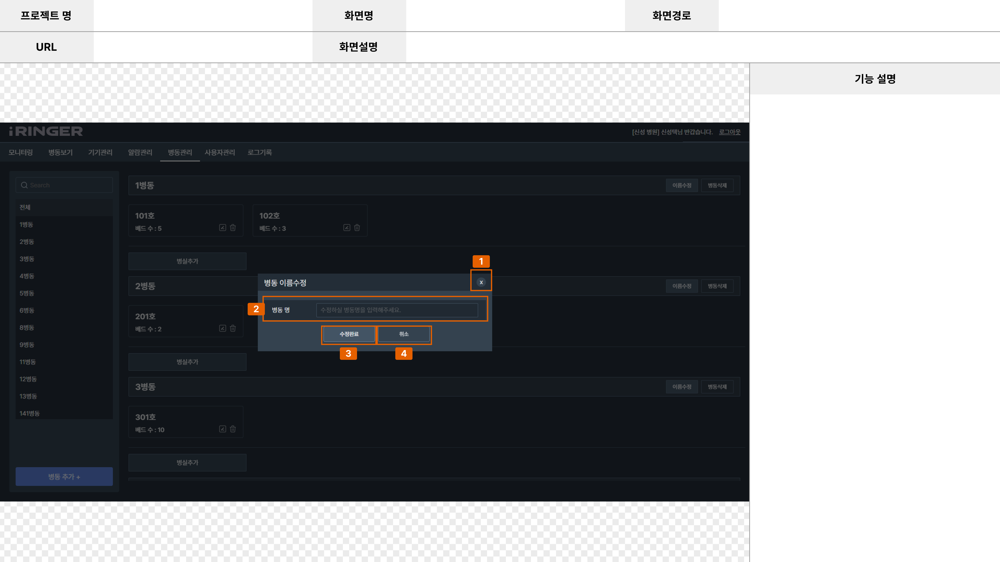 프로젝트 명
화면명
화면경로
URL
화면설명
기능 설명
iRINGER
[신성 병원] 신성택님 반갑습니다. 로그아웃
모니터링 병동보기 기기관리 알람관리 병동관리 사용자관리 로그기록
Search
전체
1병동
2병동
3병동
4병동
5병동
6병동
8병동
9병동
11병동
12병동
13병동
141병동
병동 추가 +
1병동 이름수정 병동삭제
101호
베드 수 : 5
102호
베드 수 : 3
병실추가
2병동 이름수정 병동삭제
201호
베드 수 : 2
병실추가
3병동 이름수정 병동삭제
301호
베드 수 : 10
병실추가
1
병동 이름수정 x
2
병동 명 수정하실 병동명을 입력해주세요.
수정완료 취소
3 4